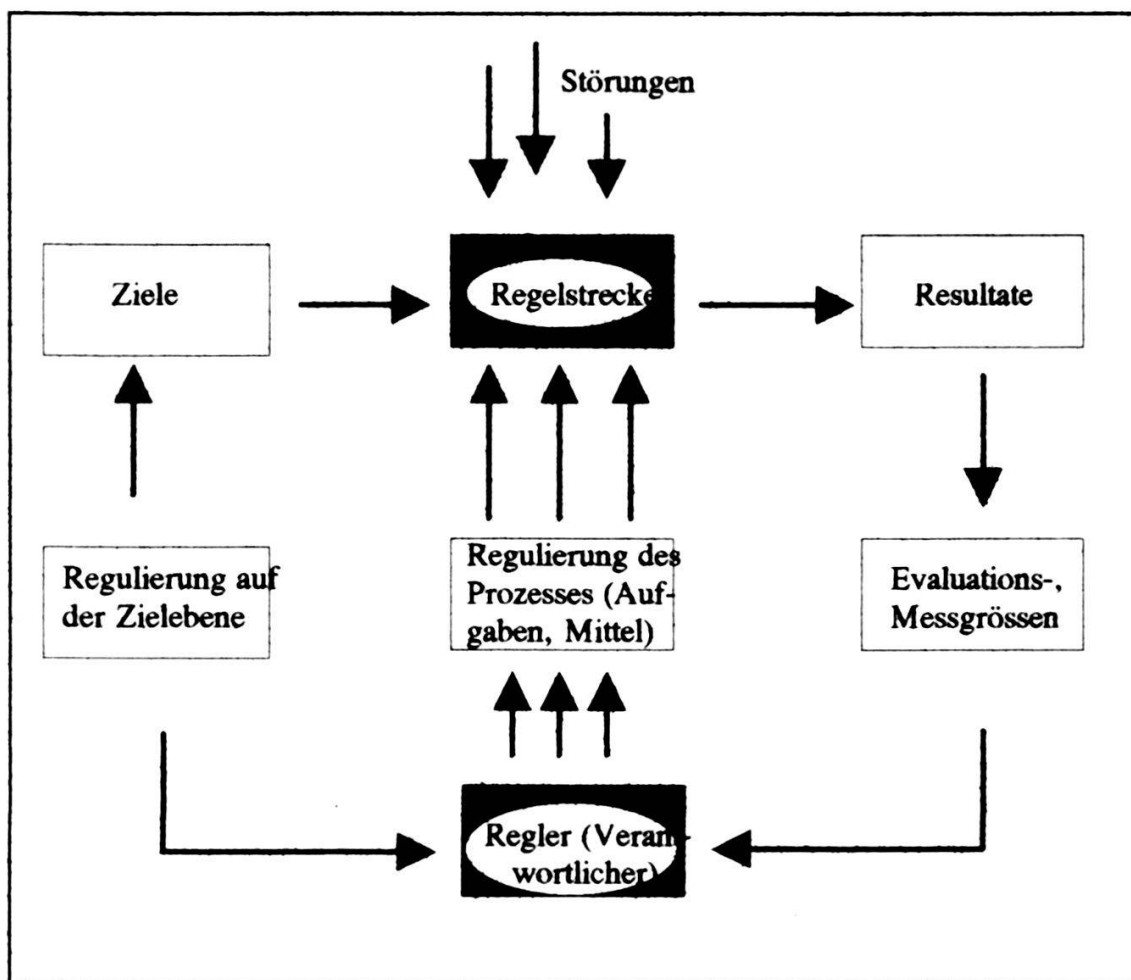 Störungen
Ziele
Regelstrecke
Resultate
Regulierung auf
der Zielebene
Regulierung des
Prozesses (Auf-
gaben, Mittel)
Evaluations-,
Messgrössen
Regler (Veran-
wortlicher)